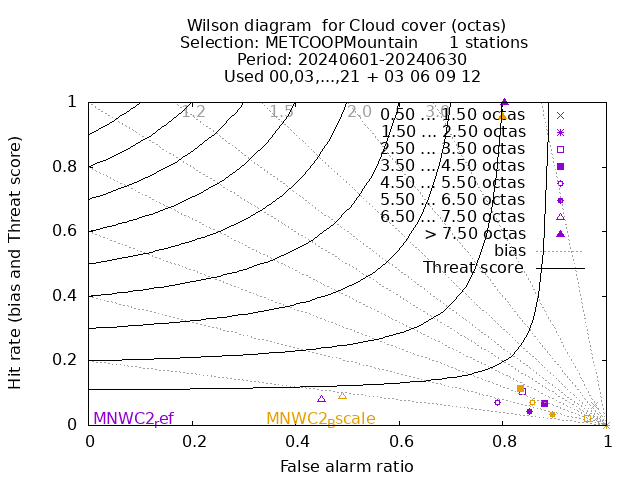 Wilson diagram for Cloud cover (octas)
Selection: METCOOPMountain 1 stations
Period: 20240601-20240630
Used 00,03,...,21 + 03 06 09 12
Hit rate (bias and Threat score)
1
0.8
0.6
0.4
0.2
0
1.2 1.5 2.0 3.0
0.50 ... 1.50 octas
1.50 ... 2.50 octas
2.50 ... 3.50 octas
3.50 ... 4.50 octas
4.50 ... 5.50 octas
5.50 ... 6.50 octas
6.50 ... 7.50 octas
> 7.50 octas
bias
Threat score
MNWC2ref MNWC2Bscale
0 0.2 0.4 0.6 0.8 1
False alarm ratio